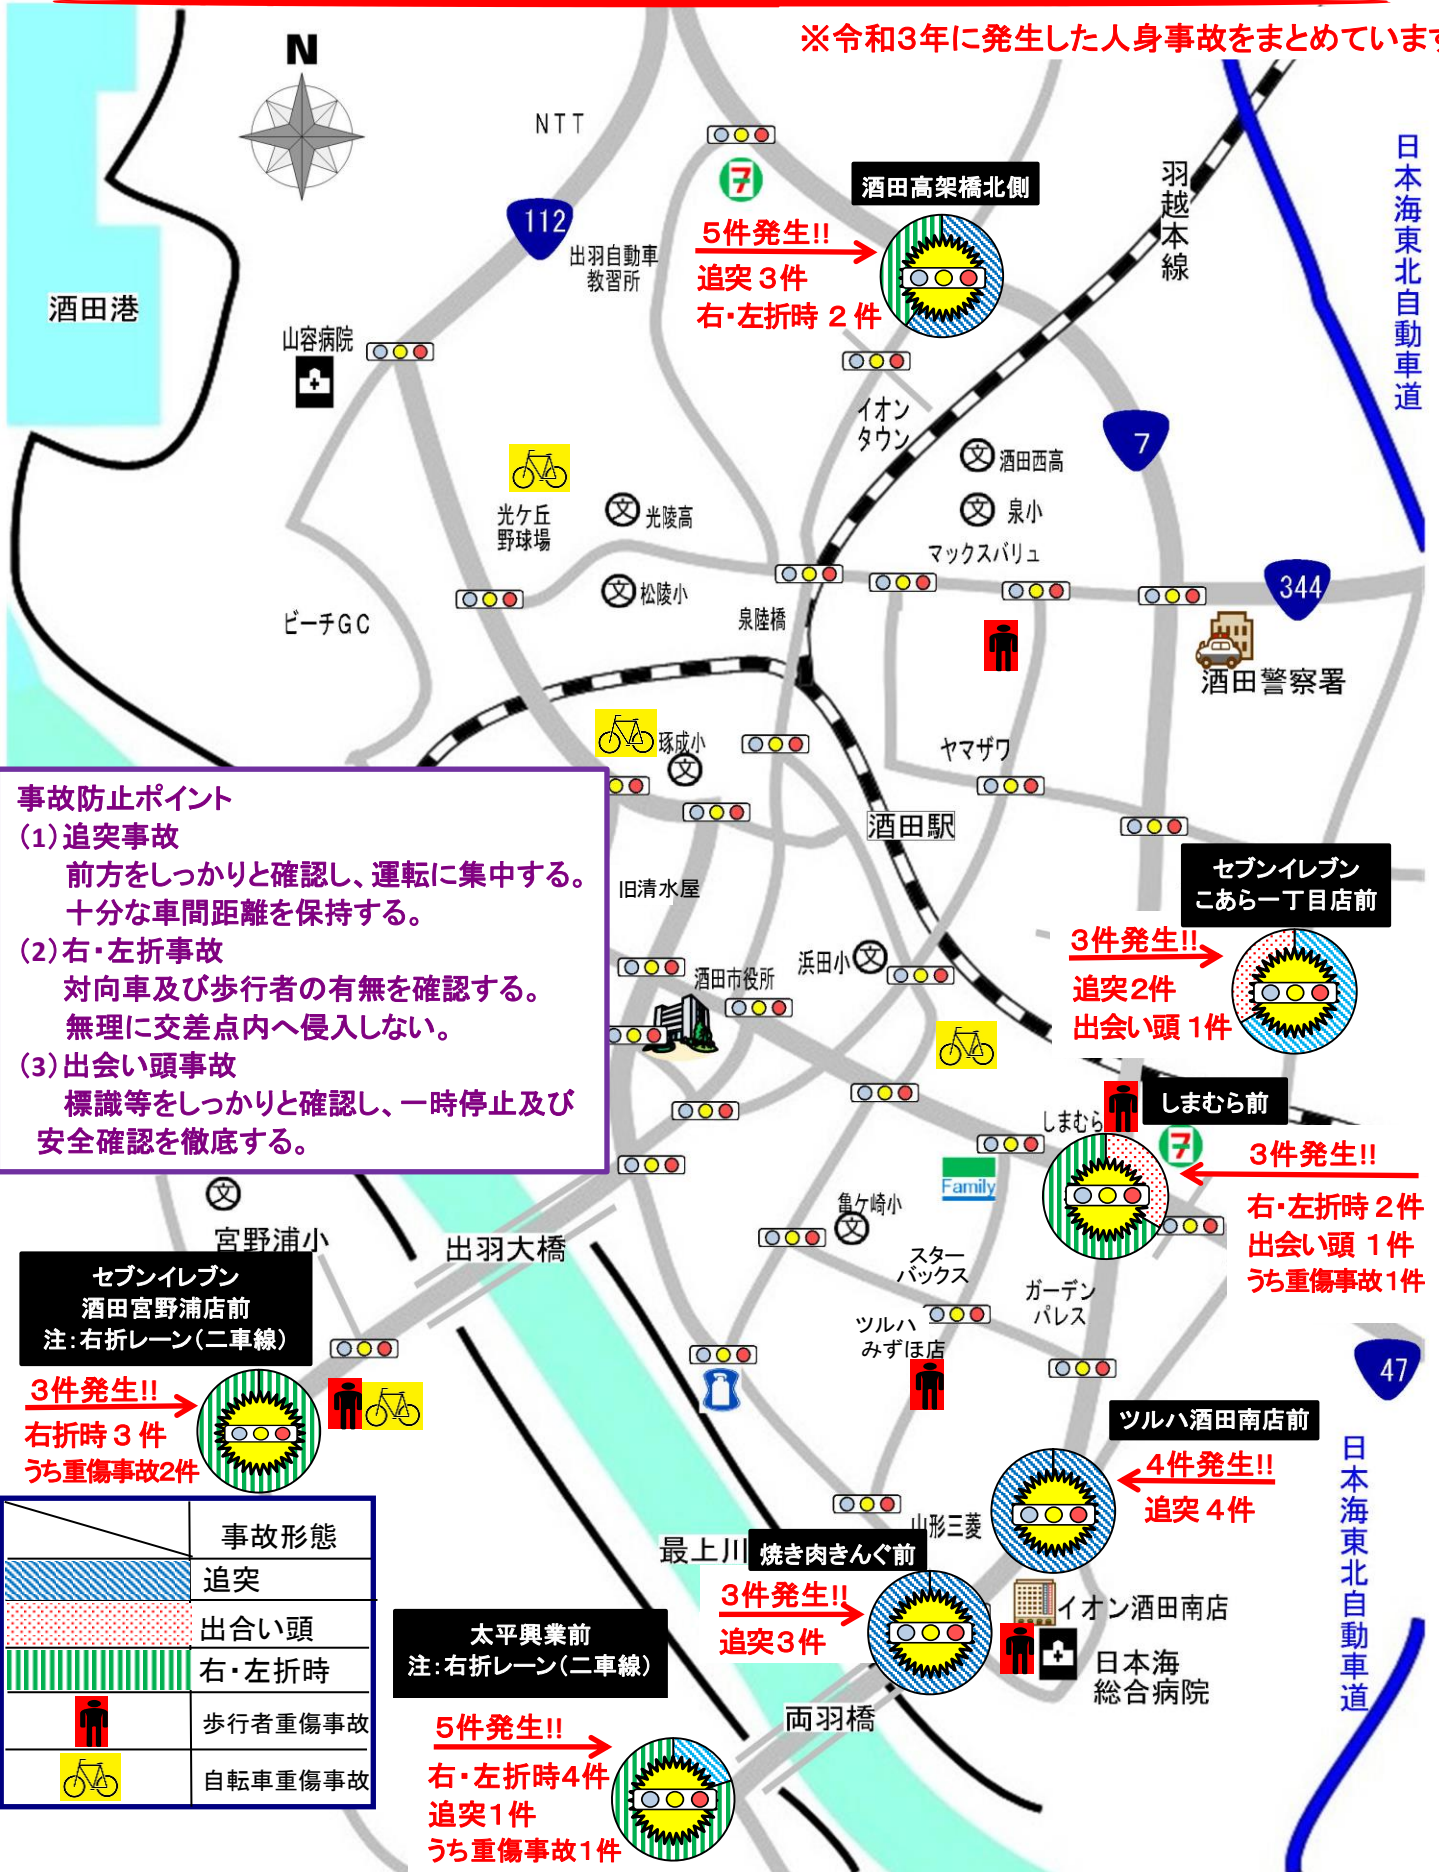 ※令和3年に発生した人身事故をまとめています
N
NTT
112
出羽自動車
教習所
酒田高架橋北側
5件発生!!
追突3件
右・左折時2件
羽越本線
日本海東北自動車道
酒田港
山容病院
イオン
タウン
7
文 酒田西高
文 泉小
光ケ丘
野球場
文 光陵高
マックスバリュ
文 松陵小
泉陸橋
ビーチGC
344
酒田警察署
琢成小
文
ヤマザワ
酒田駅
事故防止ポイント
(1)追突事故
前方をしっかりと確認し、運転に集中する。
十分な車間距離を保持する。
(2)右・左折事故
対向車及び歩行者の有無を確認する。
無理に交差点内へ侵入しない。
(3)出会い頭事故
標識等をしっかりと確認し、一時停止及び
安全確認を徹底する。
旧清水屋
セブンイレブン
こあら一丁目店前
3件発生!!
追突2件
出会い頭1件
浜田小 文
酒田市役所
しまむら前
しまむら
7
3件発生!!
右・左折時2件
出会い頭1件
うち重傷事故1件
Family
亀ケ崎小
文
文
宮野浦小
出羽大橋
スター
バックス
ガーデン
パレス
ツルハ
みずほ店
セブンイレブン
酒田宮野浦店前
注:右折レーン(二車線)
3件発生!!
右折時3件
うち重傷事故2件
47
ツルハ酒田南店前
4件発生!!
追突4件
日本海東北自動車道
山形三菱
最上川
焼き肉きんぐ前
3件発生!!
追突3件
イオン酒田南店
日本海
総合病院
両羽橋
事故形態
追突
出合い頭
右・左折時
歩行者重傷事故
自転車重傷事故
太平興業前
注:右折レーン(二車線)
5件発生!!
右・左折時4件
追突1件
うち重傷事故1件